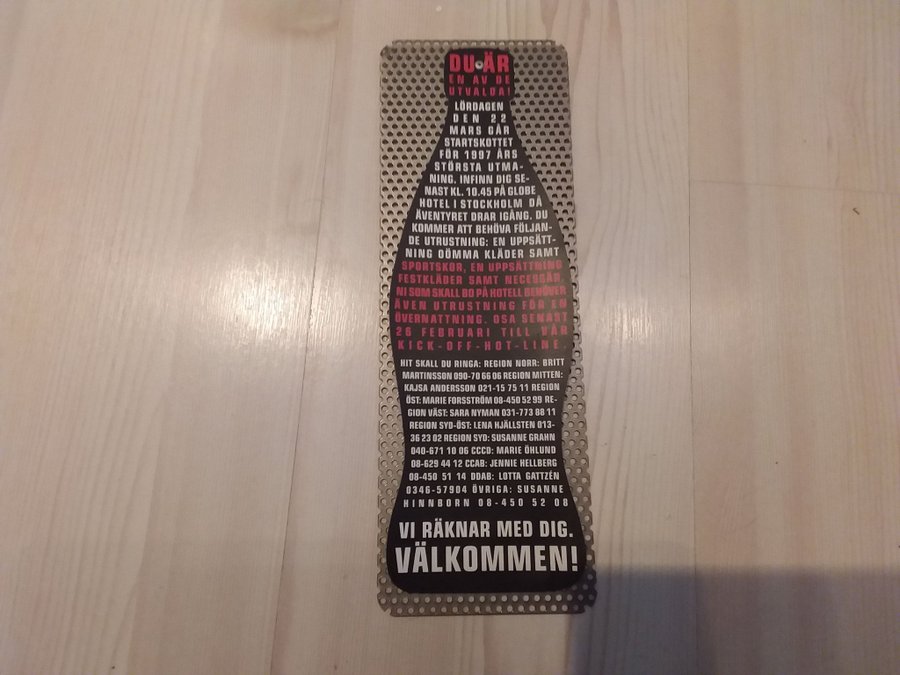 DU ÄR
EN AV DE
UTVALDA!
LÖRDAGEN
DEN 22
MARS GÅR
STARTSKOTTET
FÖR 1997 ÅRS
STÖRSTA UTMA-
NING. INFINN DIG SE-
NAST KL. 10.45 PÅ GLOBE
HOTEL I STOCKHOLM DÅ
ÄVENTYRET DRAR IGÅNG. DU
KOMMER ATT BEHÖVA FÖLJAN-
DE UTRUSTNING: EN UPPSÄTT-
NING OÖMMA KLÄDER SAMT
SPORTSKOR, EN UPPSÄTTNING
FESTKLÄDER SAMT NECESSÄR.
NI SOM SKALL BO PÅ HOTELL BEHÖVER
ÄVEN UTRUSTNING FÖR EN
ÖVERNATTNING. OSA SENAST
26 FEBRUARI TILL VÅR
KICK-OFF-HOT-LINE.
HIT SKALL DU RINGA: REGION NORR: BRITT
MARTINSSON 090-70 66 06 REGION MITTEN:
KAJSA ANDERSSON 021-15 75 11 REGION
ÖST: MARIE FORSSTRÖM 08-450 52 99 RE-
GION VÄST: SARA NYMAN 031-773 88 11
REGION SYD-ÖST: LENA HJÄLLSTEN 013-
36 23 02 REGION SYD: SUSANNE GRAHN
040-671 10 06 CCCD: MARIE ÖHLUND
08-629 44 12 CCAB: JENNIE HELLBERG
08-450 51 14 DDAB: LOTTA GATTZÉN
0346-57904 ÖVRIGA: SUSANNE
HINNBORN 08-450 52 08
VI RÄKNAR MED DIG.
VÄLKOMMEN!